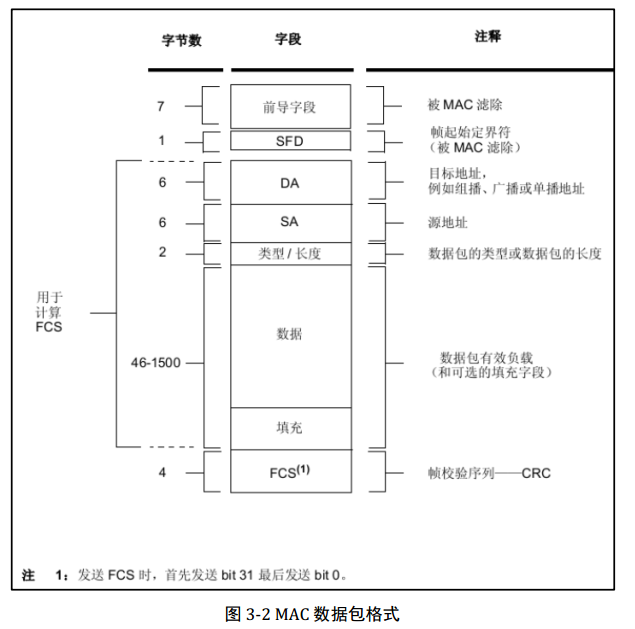 字节数 字段 注释
7 前导字段 被 MAC 滤除
1 SFD 帧起始定界符
（被 MAC 滤除）
6 DA 目标地址，
例如组播、广播或单播地址
6 SA 源地址
2 类型 / 长度 数据包的类型或数据包的长度
用于
计算
FCS
数据
46-1500 数据包有效负载
（和可选的填充字段）
填充
4 FCS(1) 帧校验序列——CRC
注 1：发送 FCS 时，首先发送 bit 31 最后发送 bit 0。
图 3-2 MAC 数据包格式